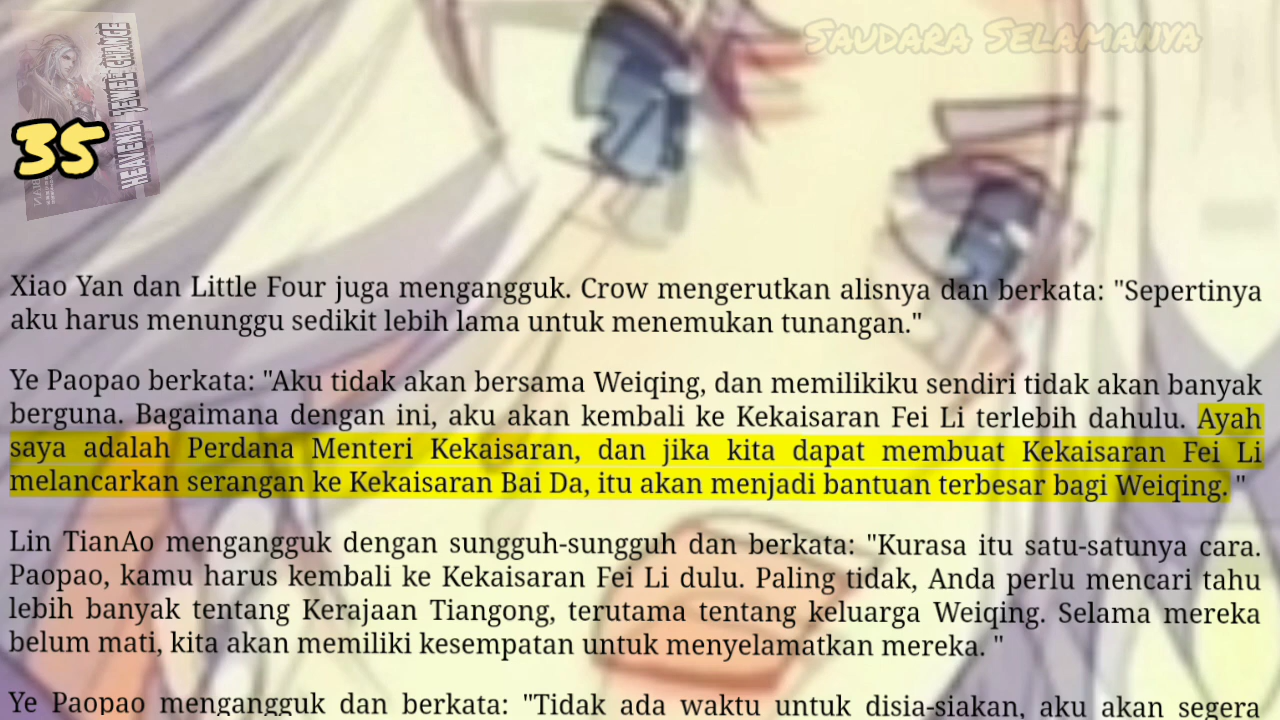 Saudara Selamanya
HEAVENLY JEWEL CHANGE
35
Xiao Yan dan Little Four juga mengangguk. Crow mengerutkan alisnya dan berkata: "Sepertinya
aku harus menunggu sedikit lebih lama untuk menemukan tunangan."
Ye Paopao berkata: "Aku tidak akan bersama Weiqing, dan memilikiku sendiri tidak akan banyak
berguna. Bagaimana dengan ini, aku akan kembali ke Kekaisaran Fei Li terlebih dahulu. Ayah
saya adalah Perdana Menteri Kekaisaran, dan jika kita dapat membuat Kekaisaran Fei Li
melancarkan serangan ke Kekaisaran Bai Da, itu akan menjadi bantuan terbesar bagi Weiqing. "
Lin TianAo mengangguk dengan sungguh-sungguh dan berkata: "Kurasa itu satu-satunya cara.
Paopao, kamu harus kembali ke Kekaisaran Fei Li dulu. Paling tidak, Anda perlu mencari tahu
lebih banyak tentang Kerajaan Tiangong, terutama tentang keluarga Weiqing. Selama mereka
belum mati, kita akan memiliki kesempatan untuk menyelamatkan mereka. "
Ye Paopao mengangguk dan berkata: "Tidak ada waktu untuk disia-siakan, aku akan segera